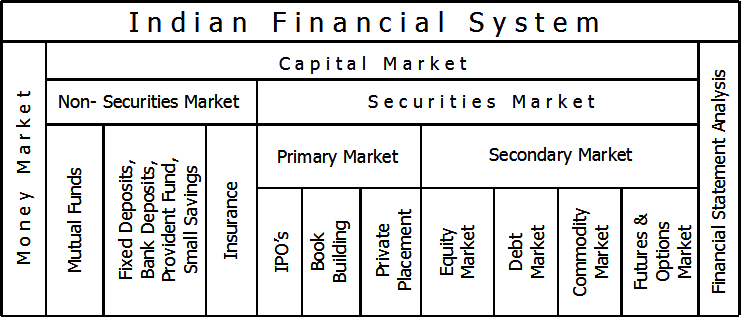 Indian Financial System
Money Market
Capital Market
Financial Statement Analysis
Non- Securities Market
Securities Market
Primary Market
Secondary Market
Mutual Funds
Fixed Deposits,
Bank Deposits,
Provident Fund,
Small Savings
Insurance
IPO's
Book
Building
Private
Placement
Equity
Market
Debt
Market
Commodity
Market
Futures &
Options
Market